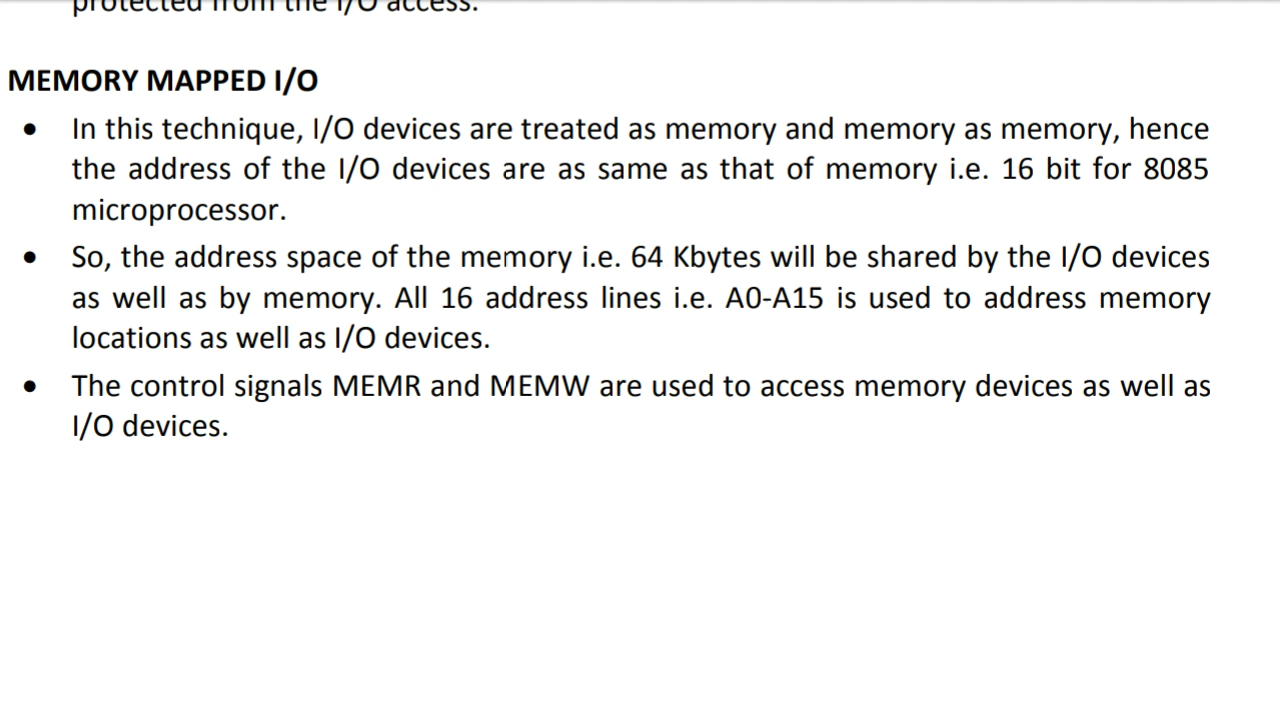 protected from the I/O access.
MEMORY MAPPED I/O
• In this technique, I/O devices are treated as memory and memory as memory, hence
the address of the I/O devices are as same as that of memory i.e. 16 bit for 8085
microprocessor.
• So, the address space of the memory i.e. 64 Kbytes will be shared by the I/O devices
as well as by memory. All 16 address lines i.e. A0-A15 is used to address memory
locations as well as I/O devices.
• The control signals MEMR and MEMW are used to access memory devices as well as
I/O devices.